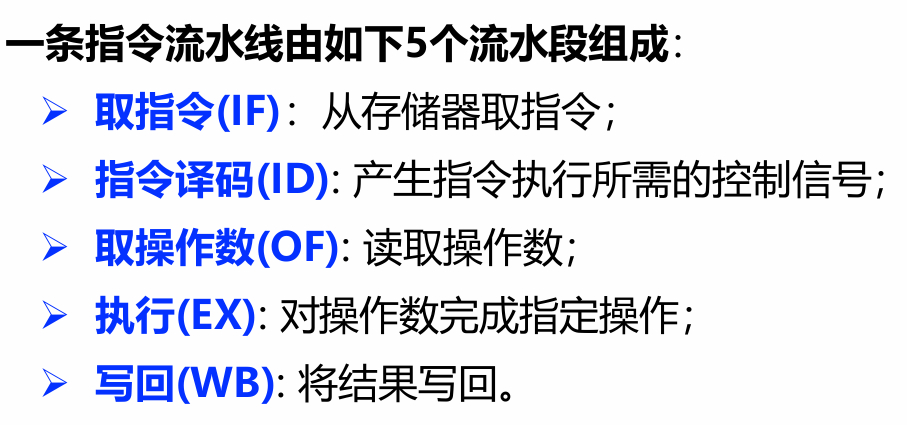 一条指令流水线由如下5个流水段组成：
➢ 取指令(IF)：从存储器取指令；
➢ 指令译码(ID): 产生指令执行所需的控制信号；
➢ 取操作数(OF): 读取操作数；
➢ 执行(EX): 对操作数完成指定操作；
➢ 写回(WB): 将结果写回。